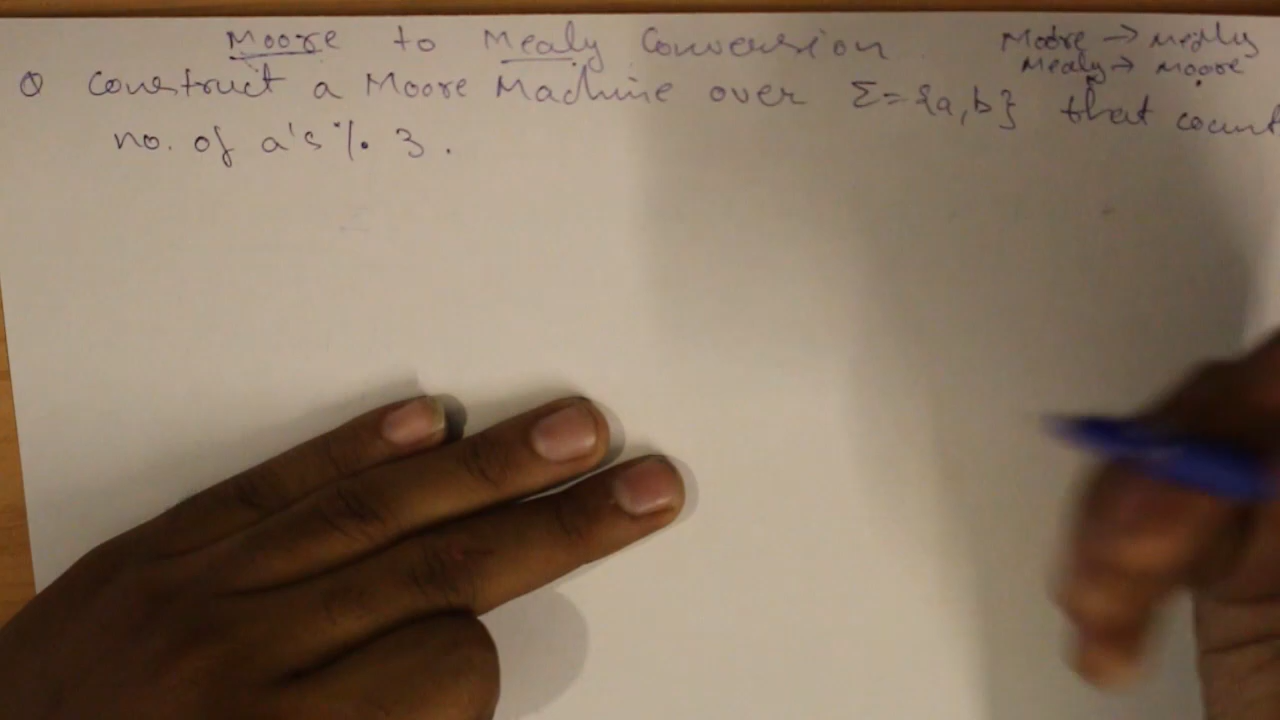 Moore to Mealy Conversion
Moore → Mealy
Mealy → Moore
Q Construct a Moore Machine over Σ={a,b} that count
no. of a's % 3.